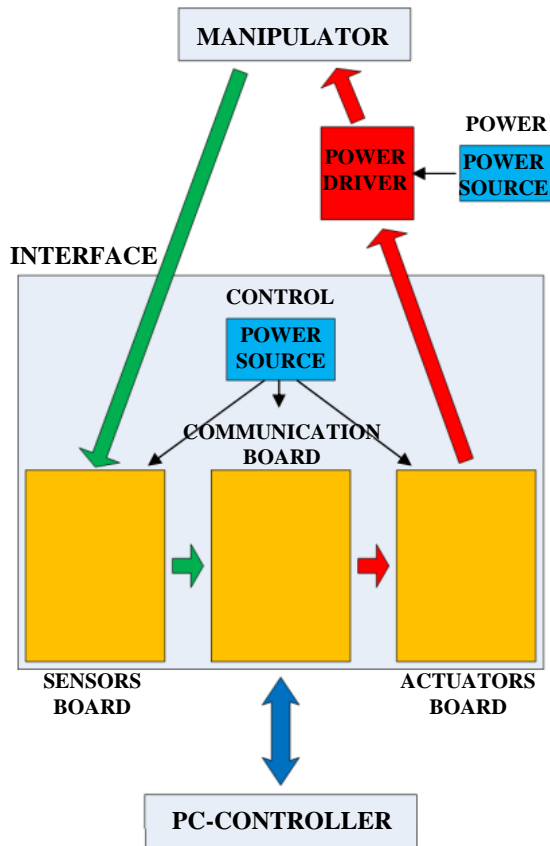 MANIPULATOR
POWER
POWER
DRIVER
POWER
SOURCE
INTERFACE
CONTROL
POWER
SOURCE
COMMUNICATION
BOARD
SENSORS
BOARD
ACTUATORS
BOARD
PC-CONTROLLER